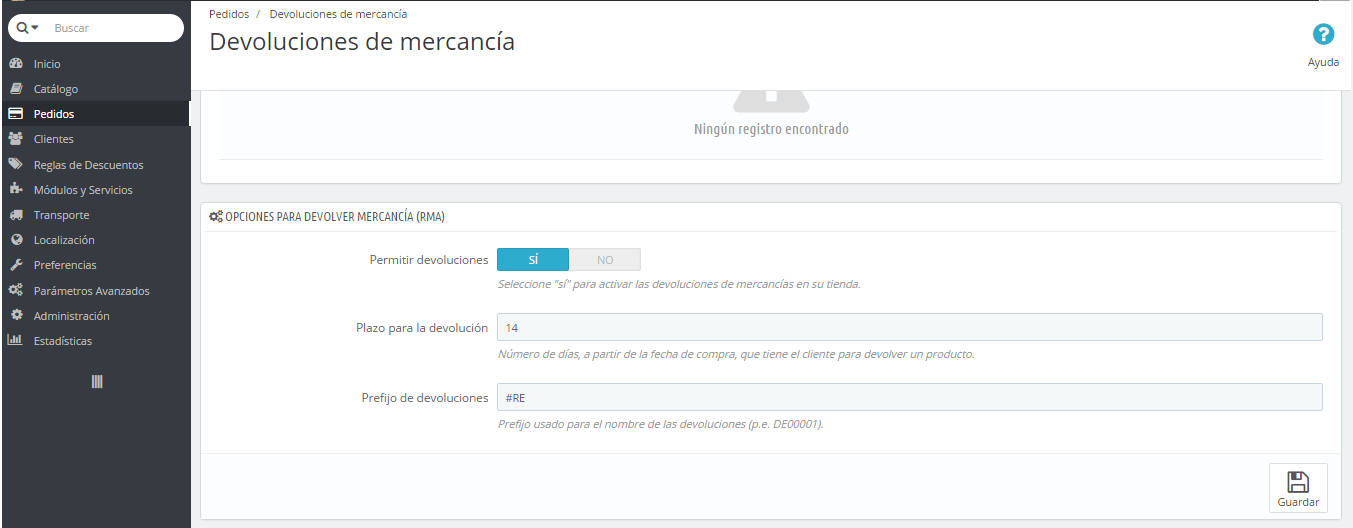 Buscar
Inicio
Catálogo
Pedidos
Clientes
Reglas de Descuentos
Módulos y Servicios
Transporte
Localización
Preferencias
Parámetros Avanzados
Administración
Estadísticas
Pedidos / Devoluciones de mercancía
Devoluciones de mercancía
Ayuda
Ningún registro encontrado
OPCIONES PARA DEVOLVER MERCANCÍA (RMA)
Permitir devoluciones SÍ NO
Seleccione "sí" para activar las devoluciones de mercancías en su tienda.
Plazo para la devolución 14
Número de días, a partir de la fecha de compra, que tiene el cliente para devolver un producto.
Prefijo de devoluciones #RE
Prefijo usado para el nombre de las devoluciones (p.e. DE00001).
Guardar